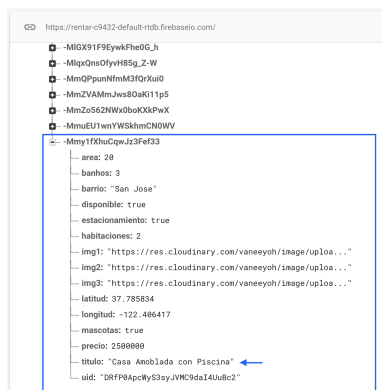 https://rentar-c9432-default-rtdb.firebaseio.com/
-MlGX91F9EywkFhe0G_h
-MlqxQnsOfyvH85g_Z-W
-MmQPpunNfmM3fQrXui0
-MmZVAMmJws8OaKi11p5
-MmZo562NWx0boKXkPwX
-MmuEU1wnYWSkhmCN0WV
-Mmy1fXhuCqwJz3Fef33
area: 20
banhos: 3
barrio: "San Jose"
disponible: true
estacionamiento: true
habitaciones: 2
img1: "https://res.cloudinary.com/vaneeyoh/image/uploa..."
img2: "https://res.cloudinary.com/vaneeyoh/image/uploa..."
img3: "https://res.cloudinary.com/vaneeyoh/image/uploa..."
latitud: 37.785834
longitud: -122.406417
mascotas: true
precio: 2500000
titulo: "Casa Amoblada con Piscina"
uid: "DRfP0ApcWyS3syJVMC9daI4UuBc2"